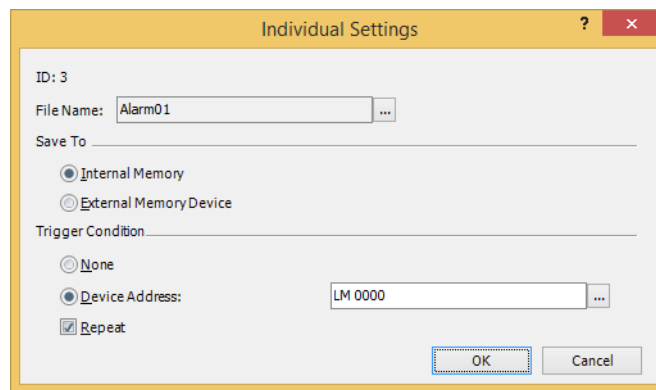 Individual Settings ? ×
ID: 3
File Name: Alarm01 ...
Save To
Internal Memory
External Memory Device
Trigger Condition
None
Device Address: LM 0000 ...
Repeat
OK Cancel